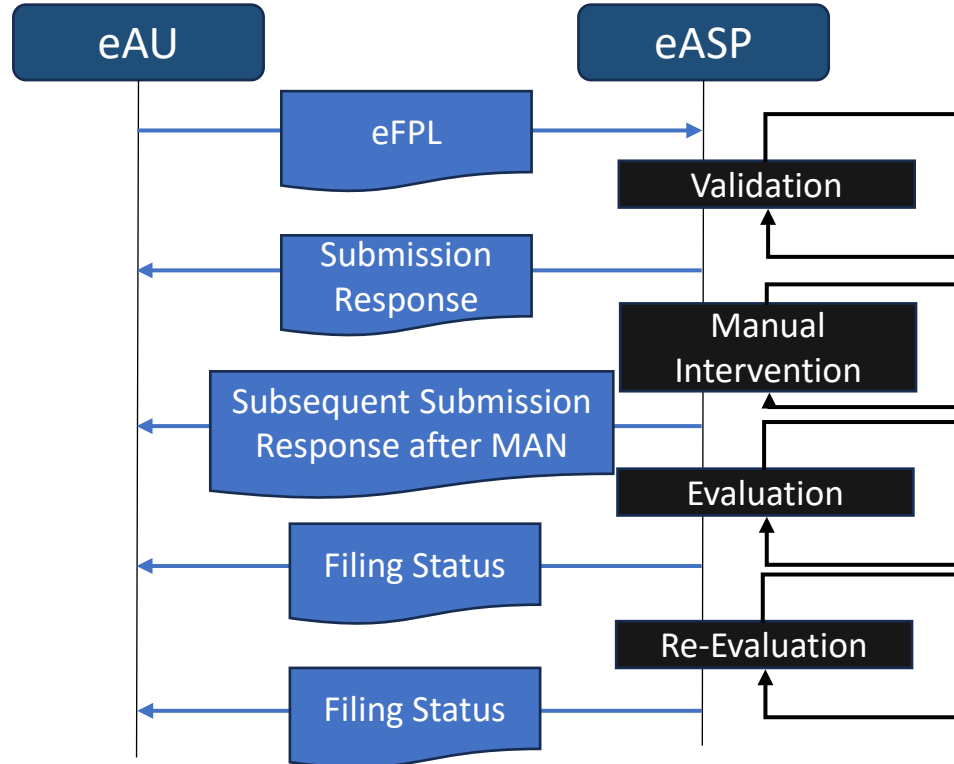 eAU
eASP
eFPL
Validation
Submission
Response
Manual
Intervention
Subsequent Submission
Response after MAN
Evaluation
Filing Status
Re-Evaluation
Filing Status